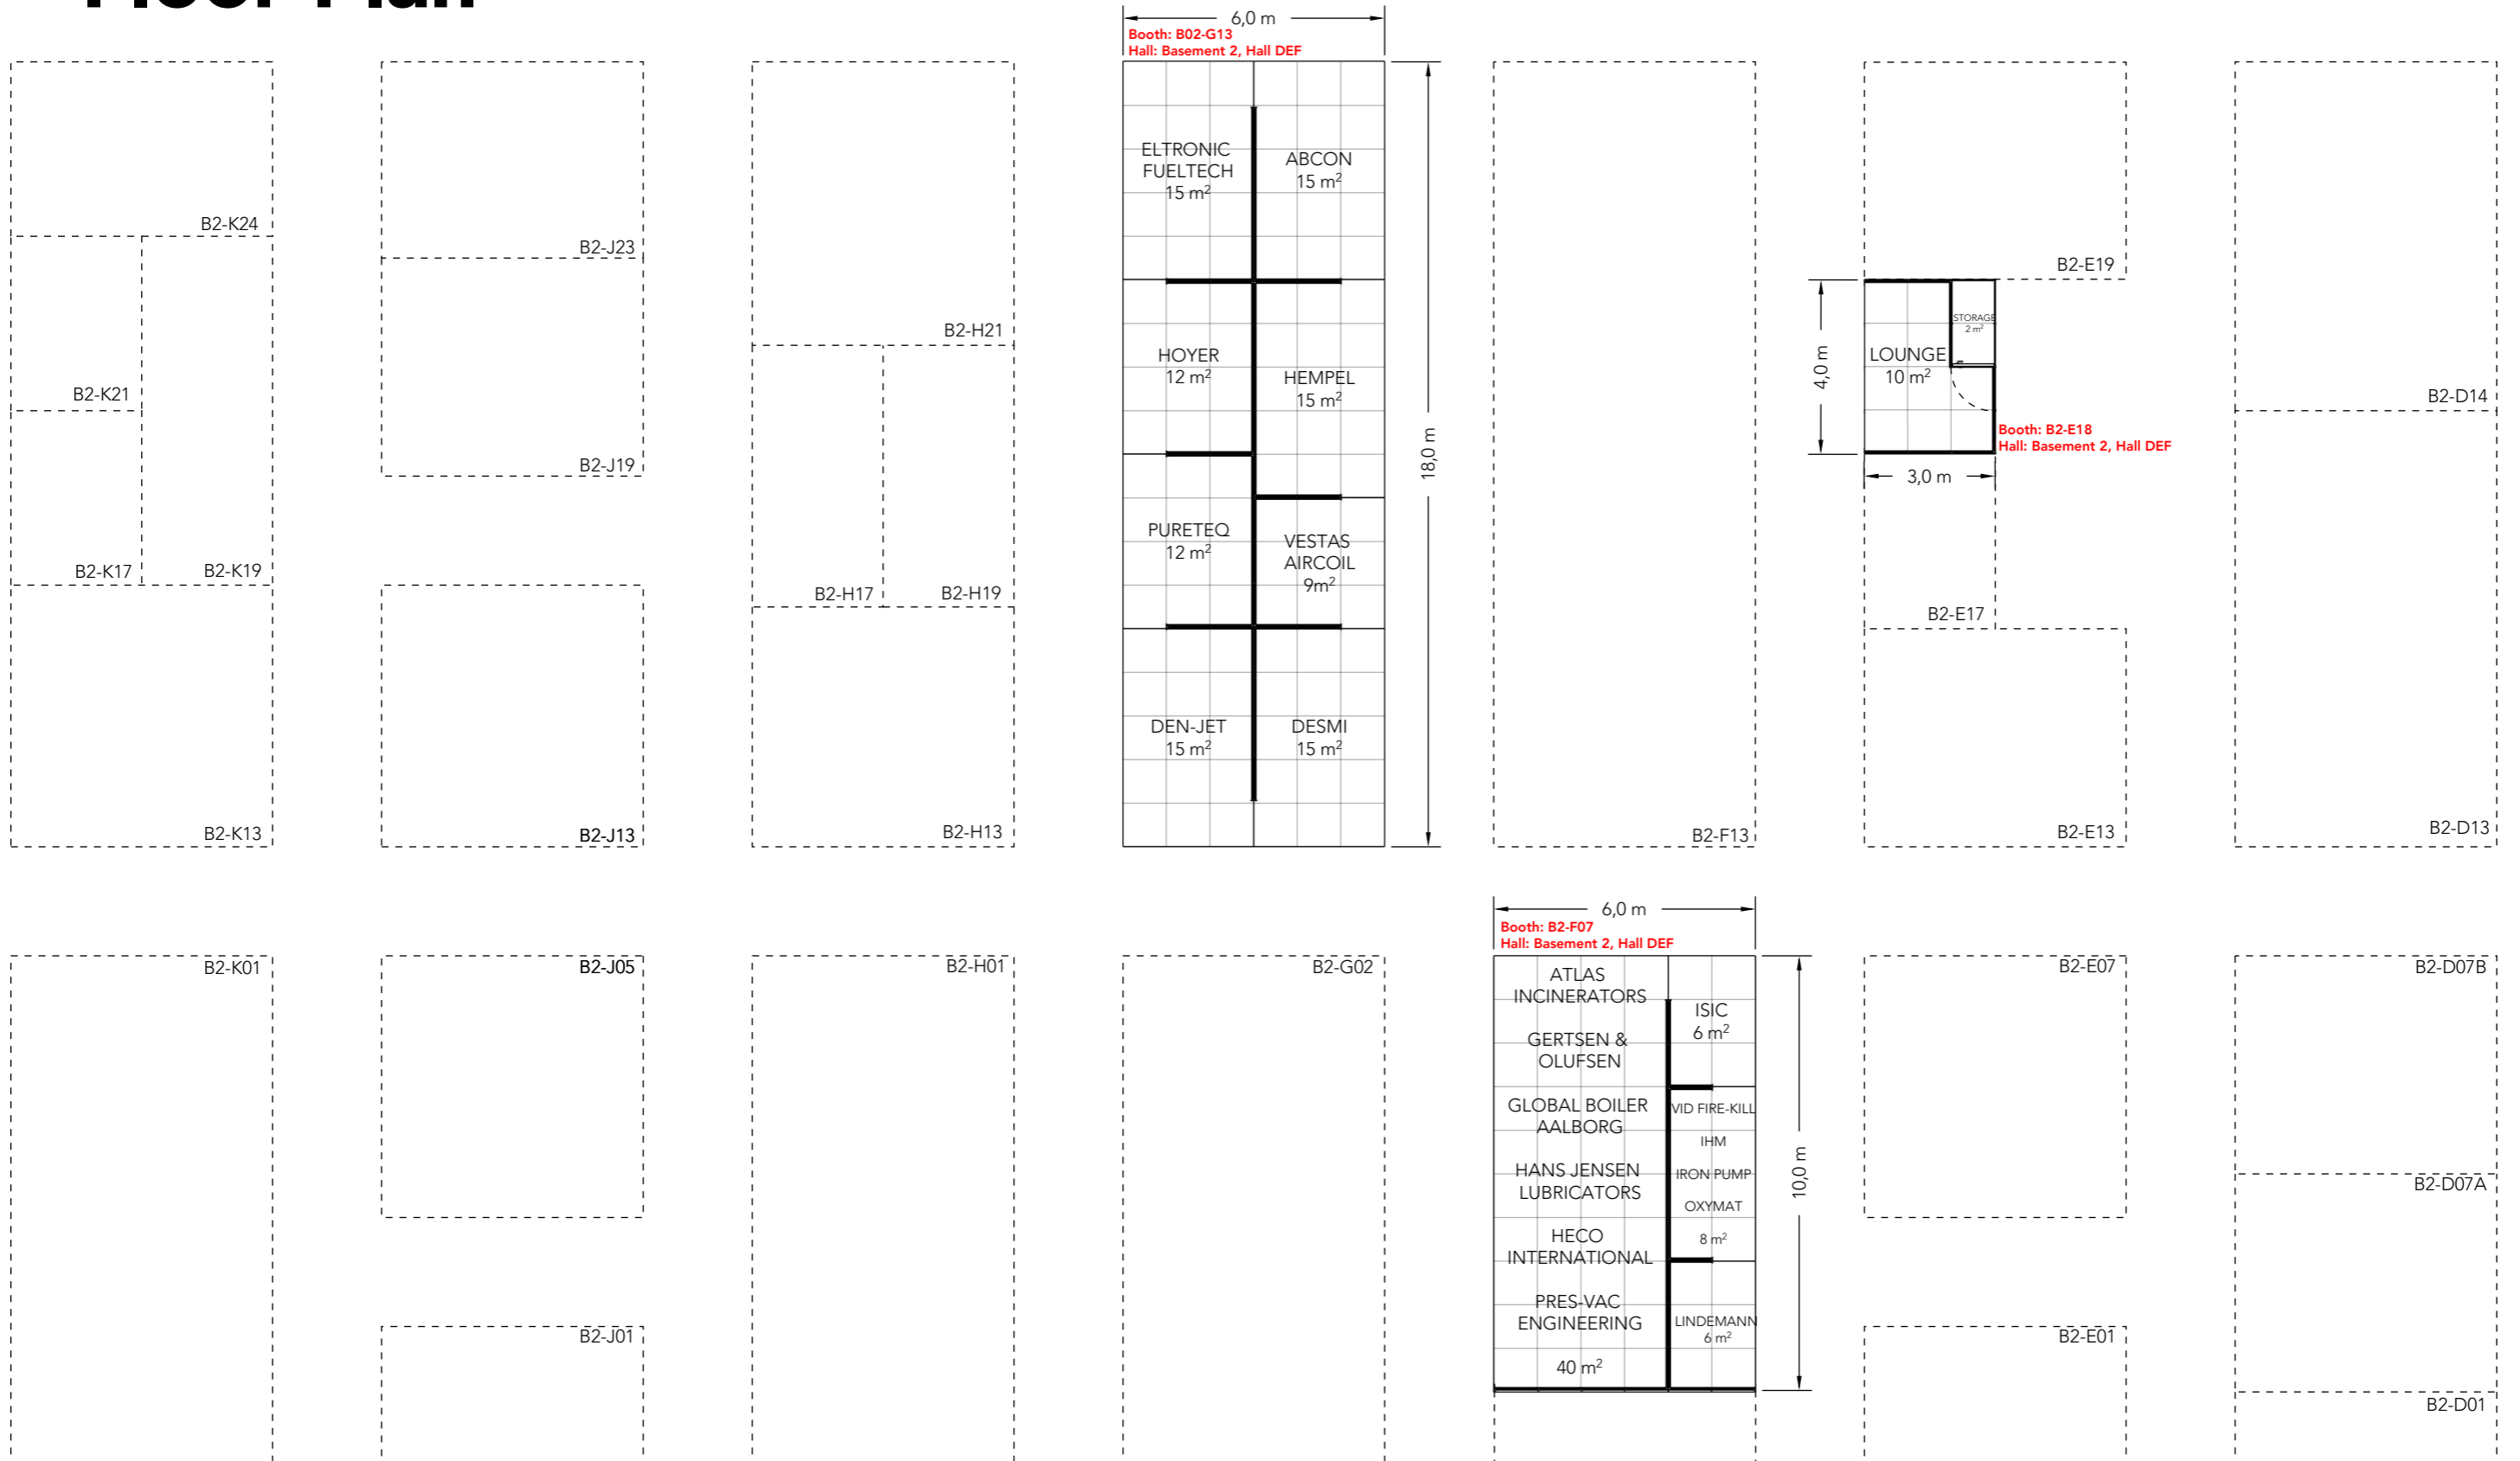 Floor Plan
6,0 m
Booth: B02-G13
Hall: Basement 2, Hall DEF
ELTRONIC
FUELTECH
15 m²
ABCON
15 m²
HOYER
12 m²
HEMPEL
15 m²
PURETEQ
12 m²
VESTAS
AIRCOIL
9m²
DEN-JET
15 m²
DESMI
15 m²
18,0 m
B2-K24
B2-K21
B2-K17
B2-K19
B2-K13
B2-J23
B2-J19
B2-J13
B2-H21
B2-H17
B2-H19
B2-H13
B2-F13
B2-E19
STORAGE
2 m²
LOUNGE
10 m²
4,0 m
Booth: B2-E18
Hall: Basement 2, Hall DEF
3,0 m
B2-E17
B2-E13
B2-D14
B2-D13
B2-K01
B2-J05
B2-J01
B2-H01
B2-G02
6,0 m
Booth: B2-F07
Hall: Basement 2, Hall DEF
ATLAS
INCINERATORS
GERTSEN &
OLUFSEN
GLOBAL BOILER
AALBORG
HANS JENSEN
LUBRICATORS
HECO
INTERNATIONAL
PRES-VAC
ENGINEERING
40 m²
ISIC
6 m²
VID FIRE-KILL
IHM
IRON PUMP
OXYMAT
8 m²
LINDEMANN
6 m²
10,0 m
B2-E07
B2-E01
B2-D07B
B2-D07A
B2-D01